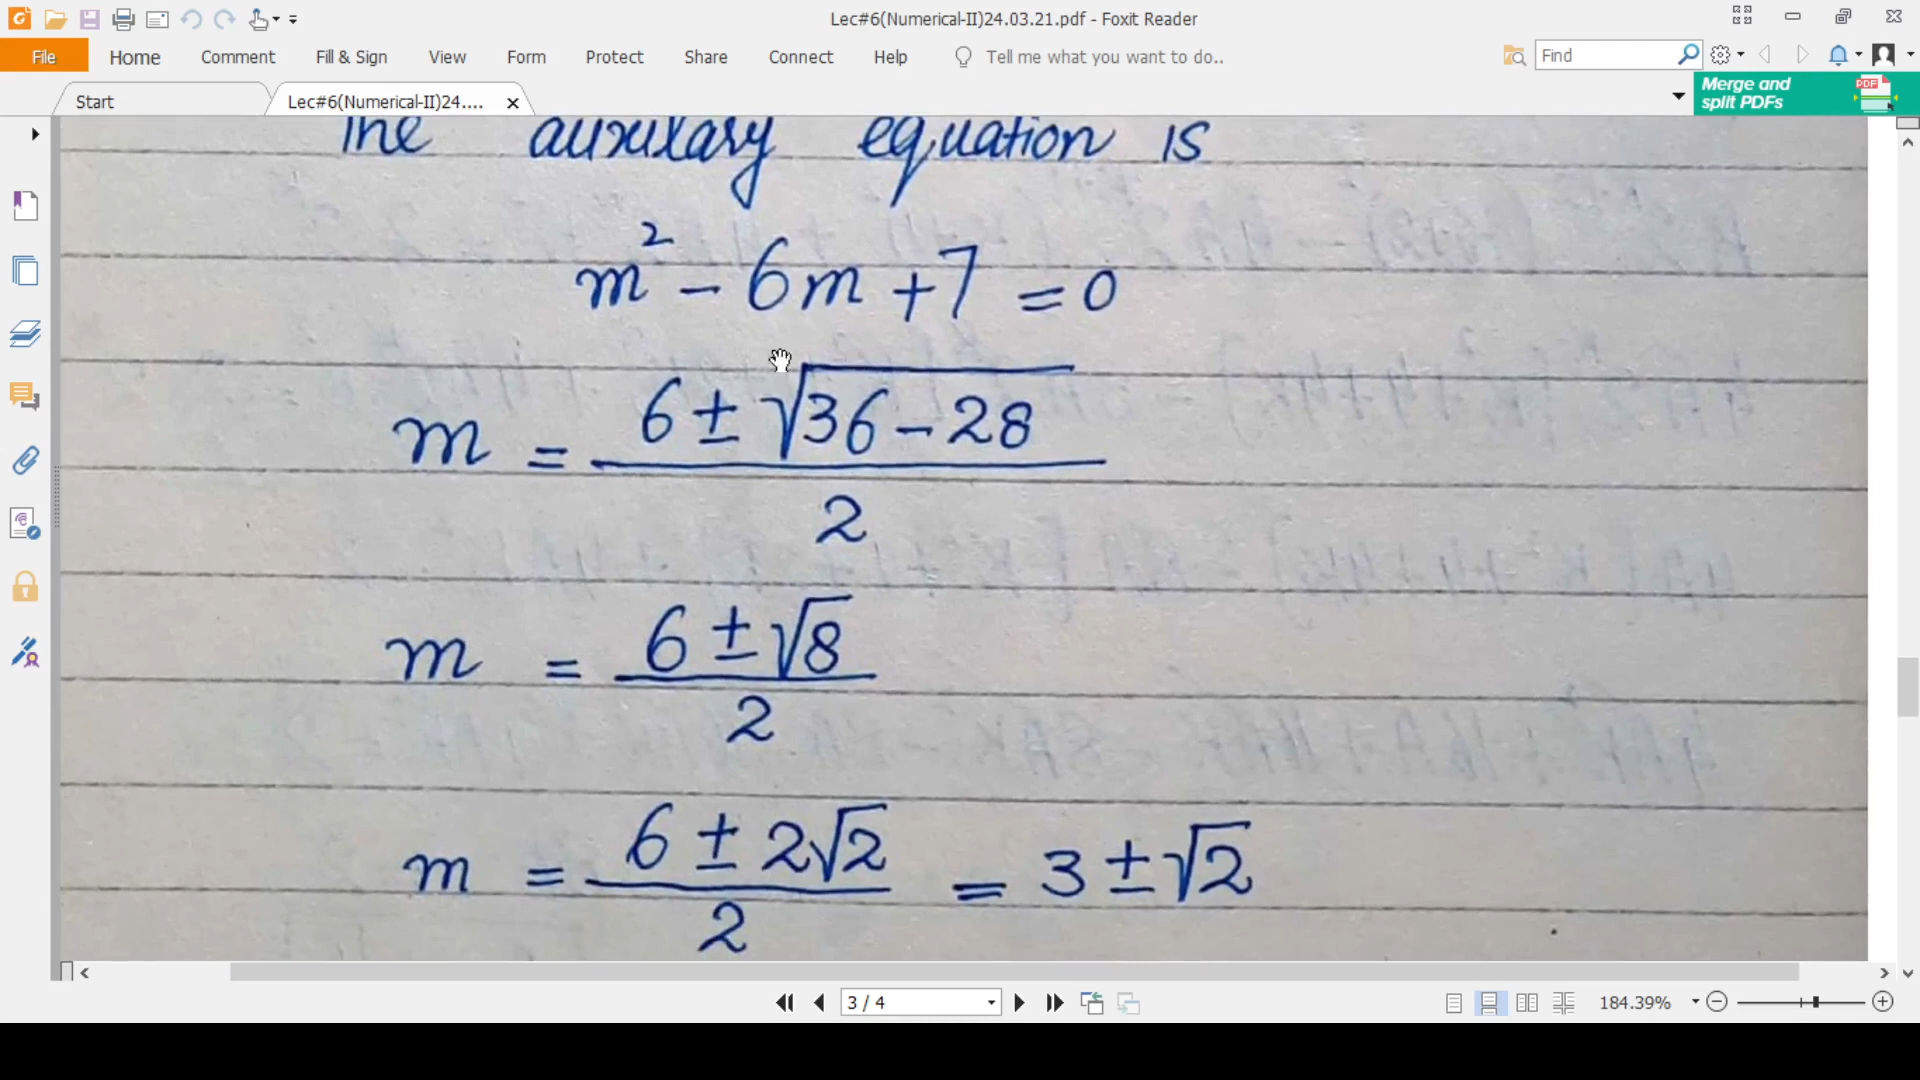 Lec#6(Numerical-II)24.03.21.pdf - Foxit Reader
File Home Comment Fill & Sign View Form Protect Share Connect Help Tell me what you want to do.. Find
Start Lec#6(Numerical-II)24....
Merge and
split PDFs
PDF
The auxilary equation is
m² - 6m + 7 = 0
m = (6 ± √(36 - 28)) / 2
m = (6 ± √8) / 2
m = (6 ± 2√2) / 2 = 3 ± √2
3 / 4 184.39%